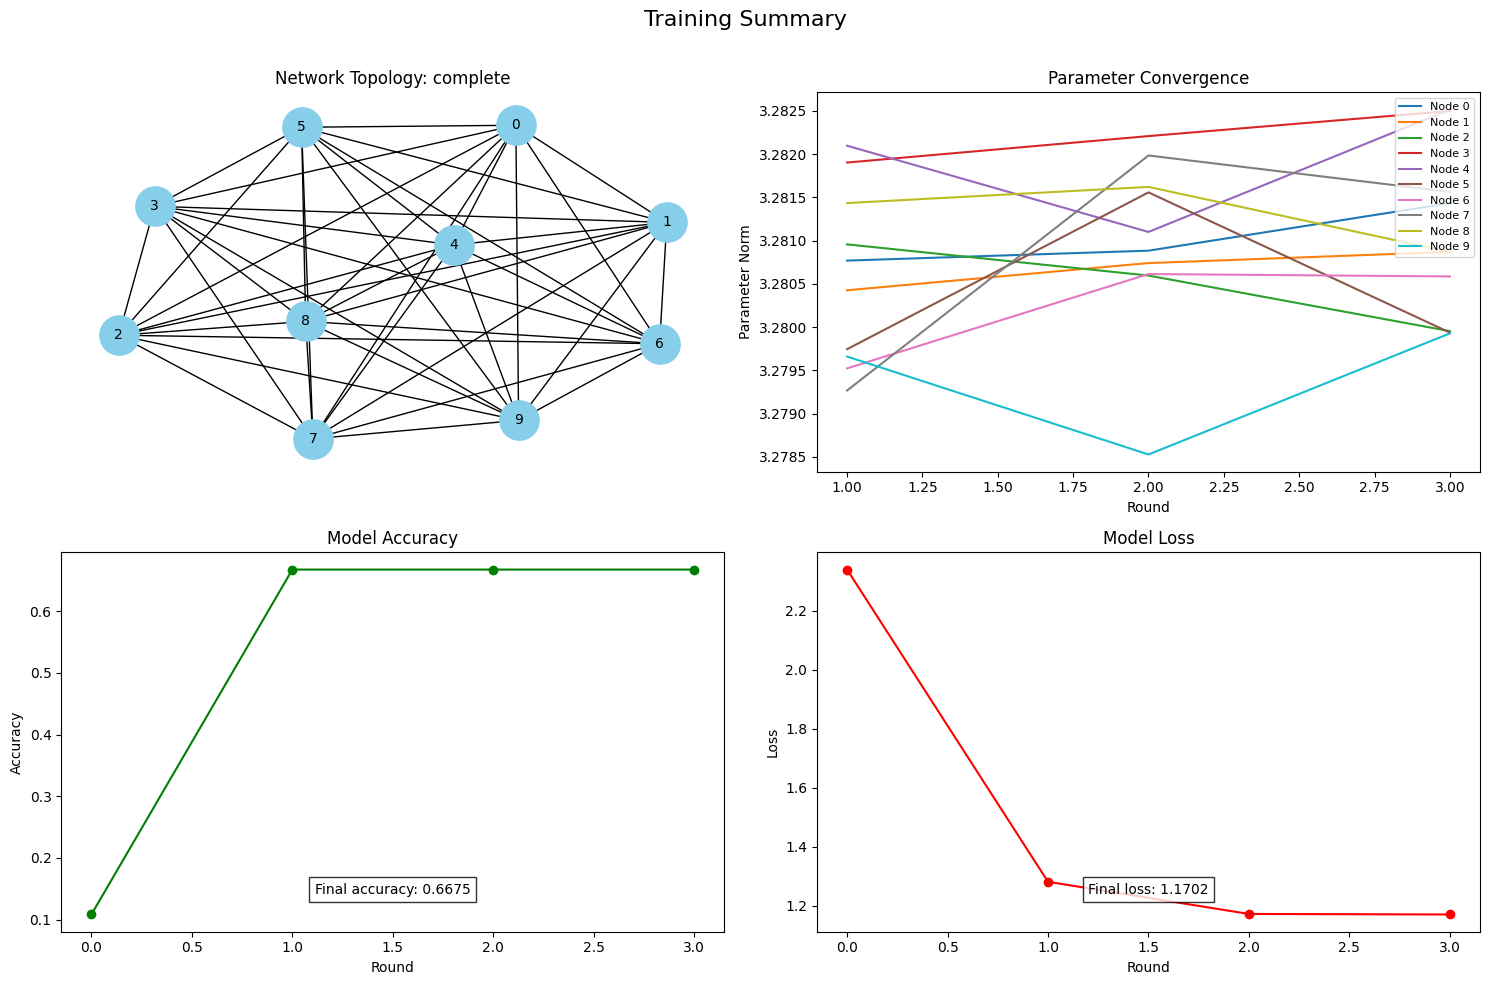 Training Summary
Network Topology: complete
5
0
3
1
4
8
2
6
9
7
Parameter Convergence
Parameter Norm
3.2825
3.2820
3.2815
3.2810
3.2805
3.2800
3.2795
3.2790
3.2785
Node 0
Node 1
Node 2
Node 3
Node 4
Node 5
Node 6
Node 7
Node 8
Node 9
1.00 1.25 1.50 1.75 2.00 2.25 2.50 2.75 3.00
Round
Model Accuracy
Accuracy
0.6
0.5
0.4
0.3
0.2
0.1
Final accuracy: 0.6675
0.0 0.5 1.0 1.5 2.0 2.5 3.0
Round
Model Loss
Loss
2.2
2.0
1.8
1.6
1.4
1.2
Final loss: 1.1702
0.0 0.5 1.0 1.5 2.0 2.5 3.0
Round